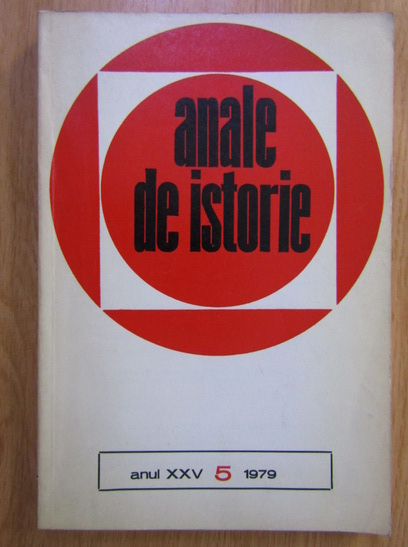 anale
de istorie
anul XXV 5 1979